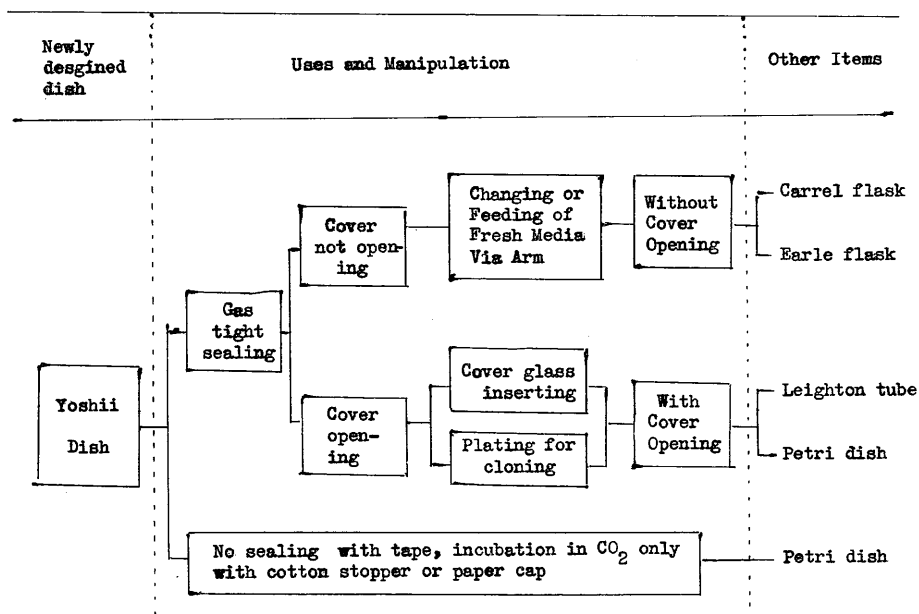 Newly
desgined
dish
Uses and Manipulation
Other Items
Yoshii
Dish
Gas
tight
sealing
Cover
not open-
ing
Changing or
Feeding of
Fresh Media
Via Arm
Without
Cover
Opening
Carrel flask
Earle flask
Cover
open-
ing
Cover glass
inserting
Plating for
cloning
With
Cover
Opening
Leighton tube
Petri dish
No sealing with tape, incubation in CO2 only
with cotton stopper or paper cap
Petri dish